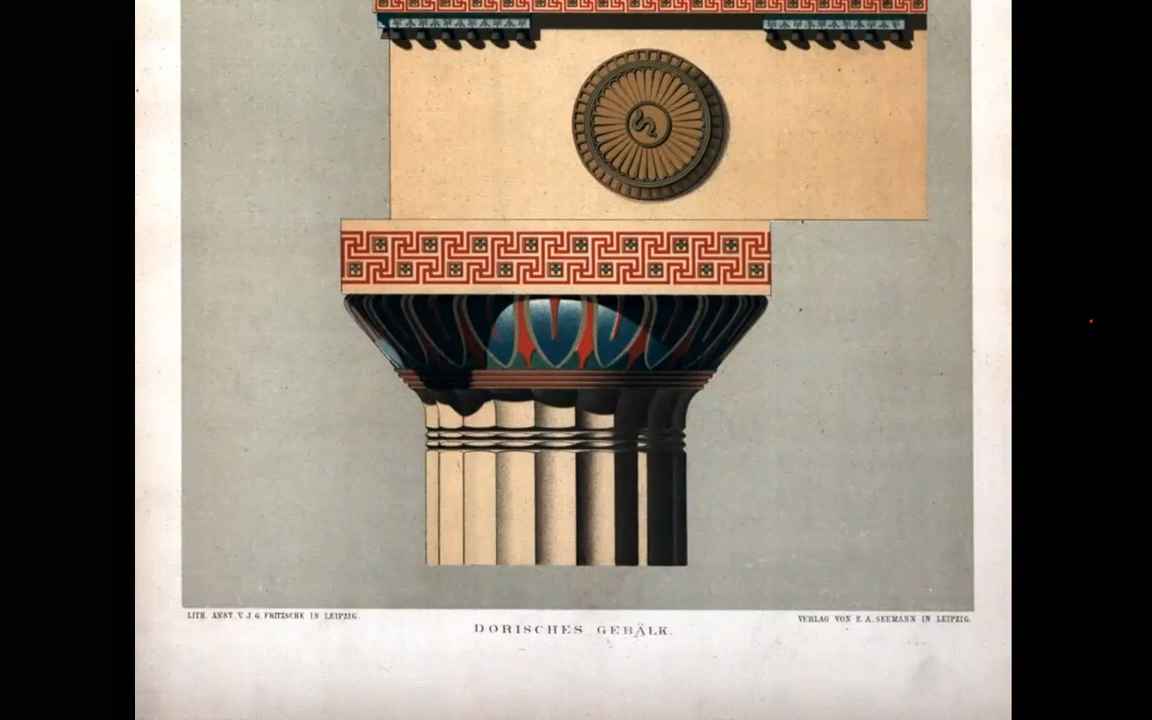 LITH. ANST. V. J. G. FRITZSCHE IN LEIPZIG.
VERLAG VON E. A. SEEMANN IN LEIPZIG.
DORISCHES GEBÄLK.